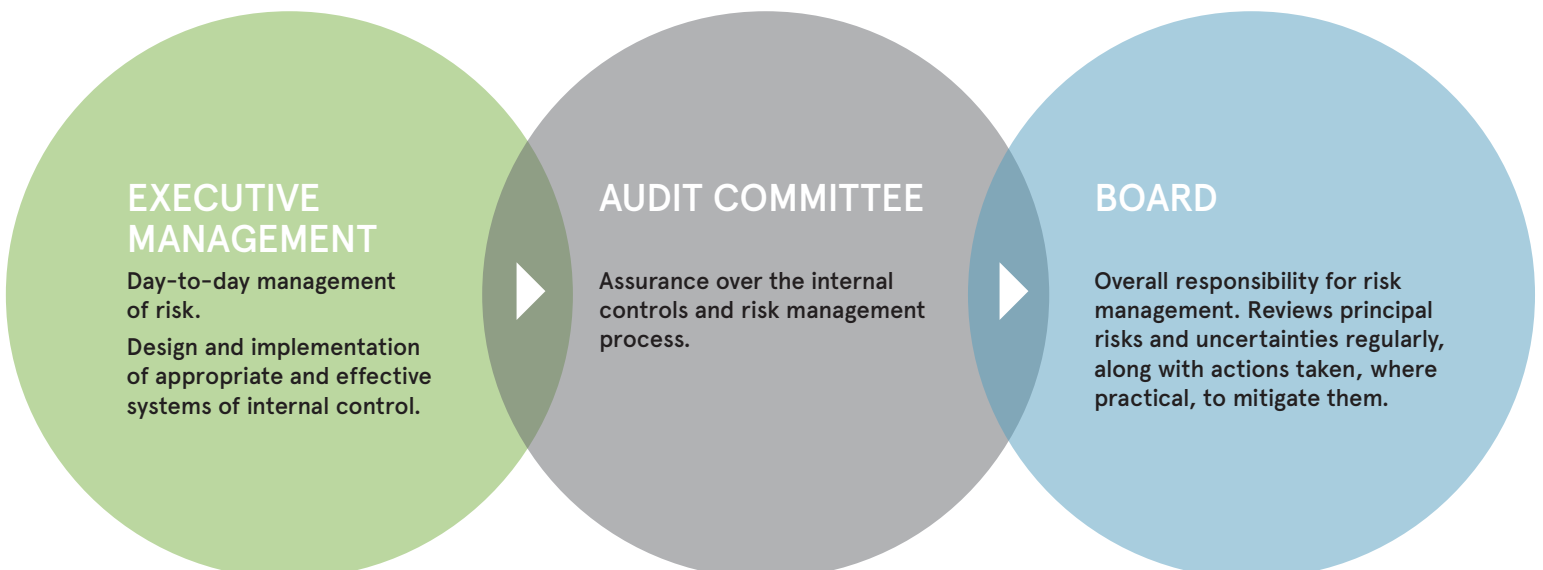 EXECUTIVE
MANAGEMENT
Day-to-day management
of risk.
Design and implementation
of appropriate and effective
systems of internal control.
AUDIT COMMITTEE
Assurance over the internal
controls and risk management
process.
BOARD
Overall responsibility for risk
management. Reviews principal
risks and uncertainties regularly,
along with actions taken, where
practical, to mitigate them.